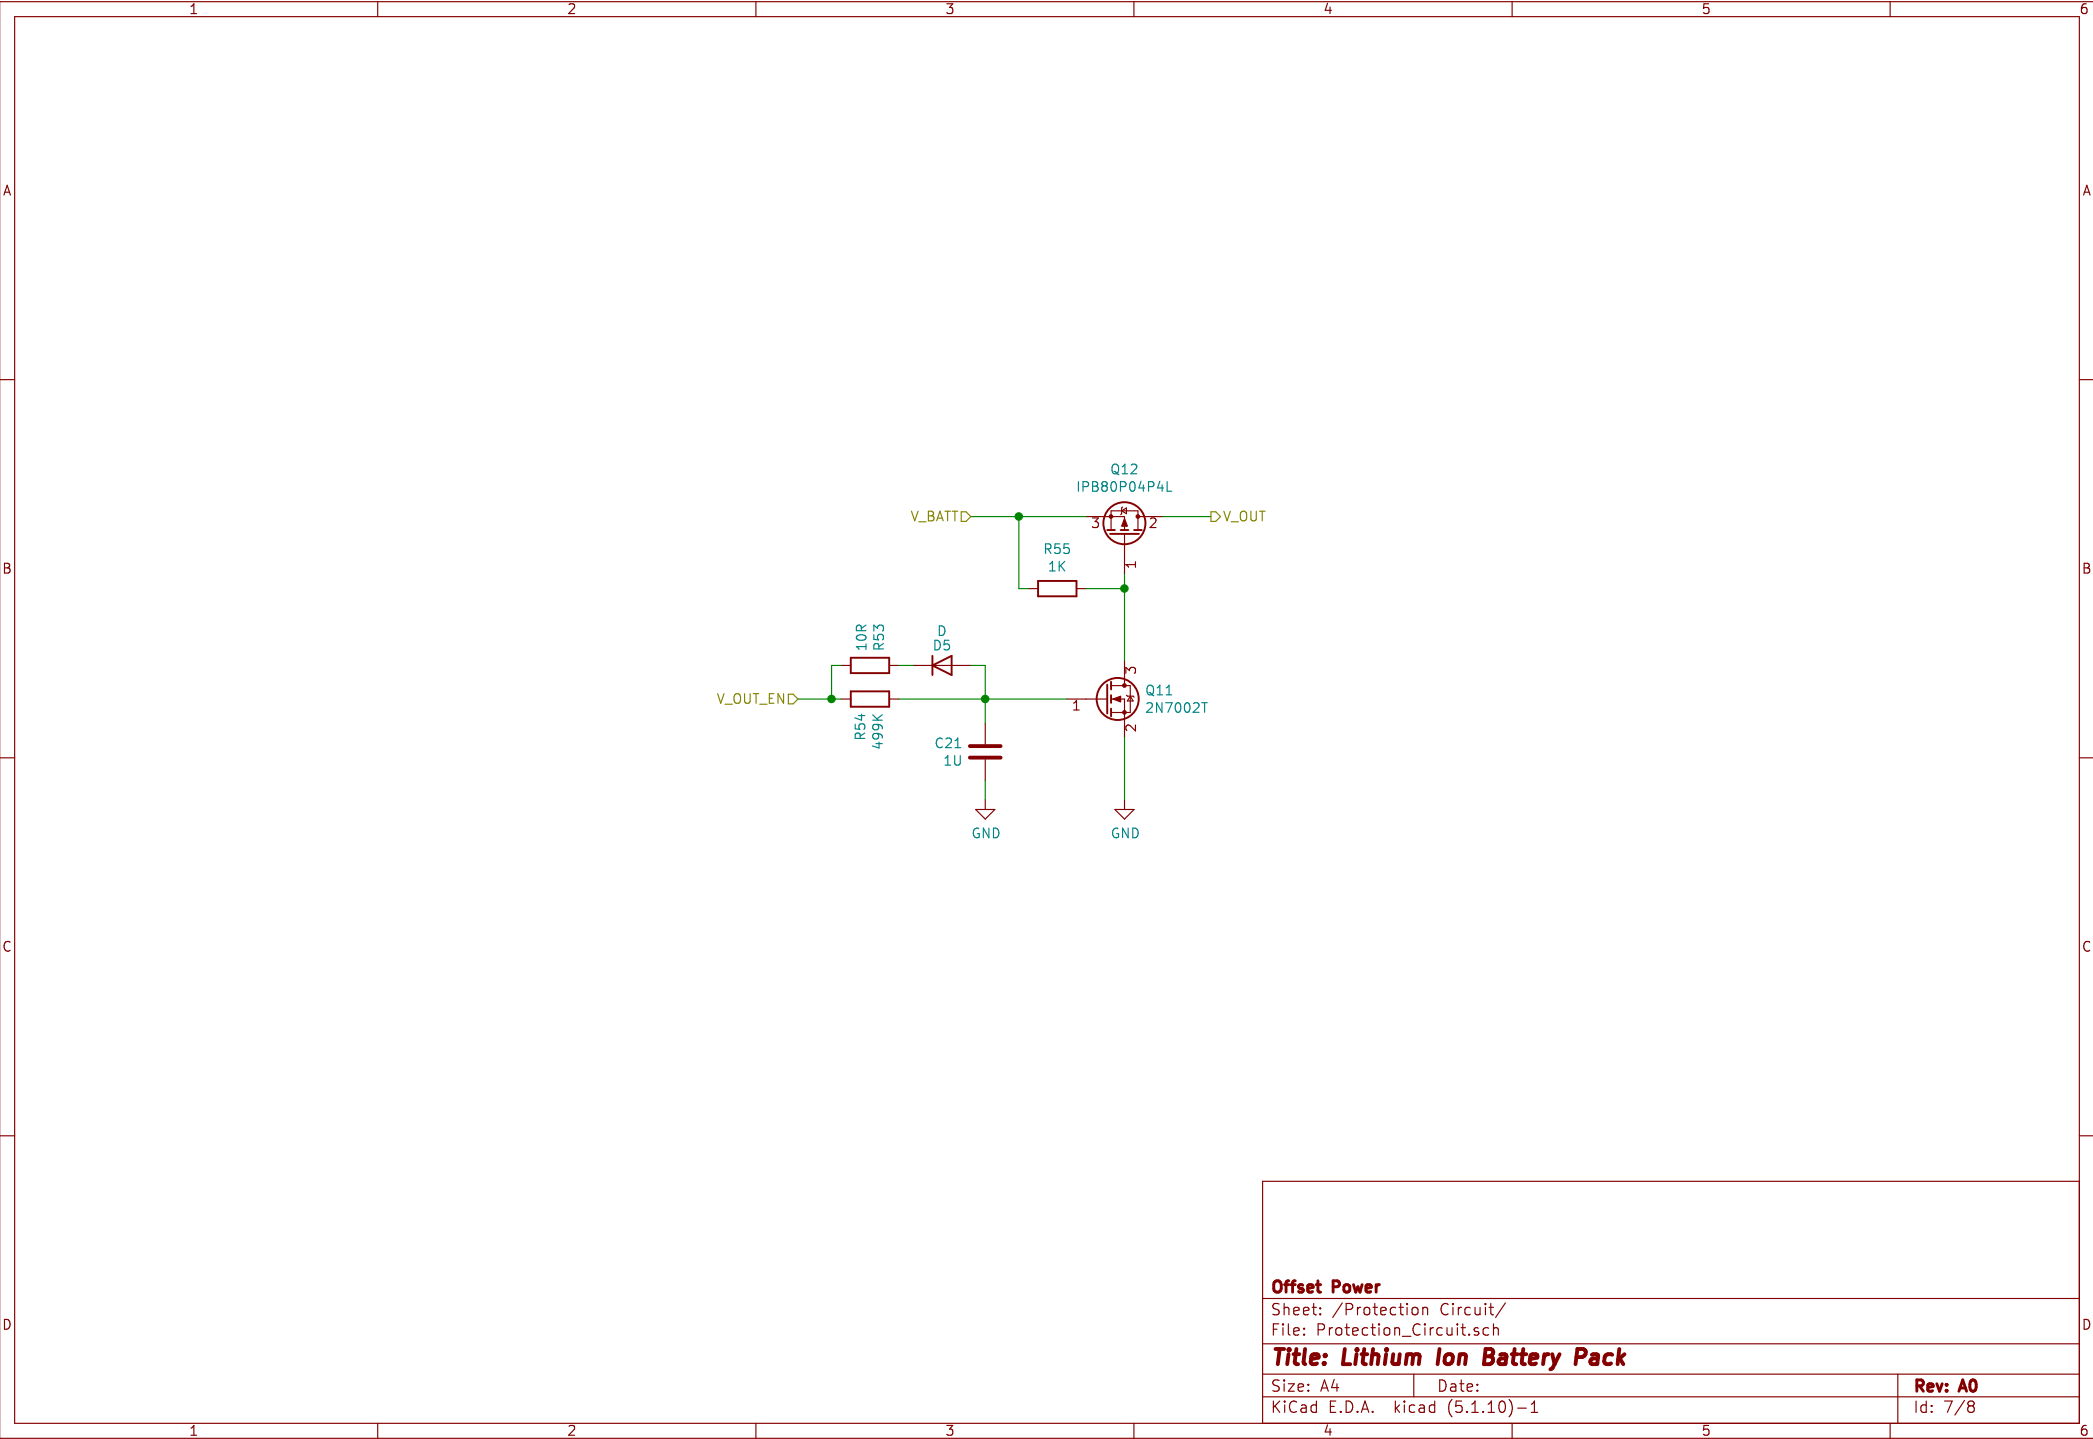 1 2 3 4 5 6
A A
Q12
IPB80P04P4L
V_BATT 3 2 V_OUT
R55
1K 1
B B
10R R53 D
D5
3
V_OUT_EN 1 Q11
2N7002T
R54 499K 2
C21
1U
GND GND
C C
Offset Power
Sheet: /Protection Circuit/
File: Protection_Circuit.sch
D D
Title: Lithium Ion Battery Pack
Size: A4 Date: Rev: A0
KiCad E.D.A. kicad (5.1.10)-1 Id: 7/8
1 2 3 4 5 6